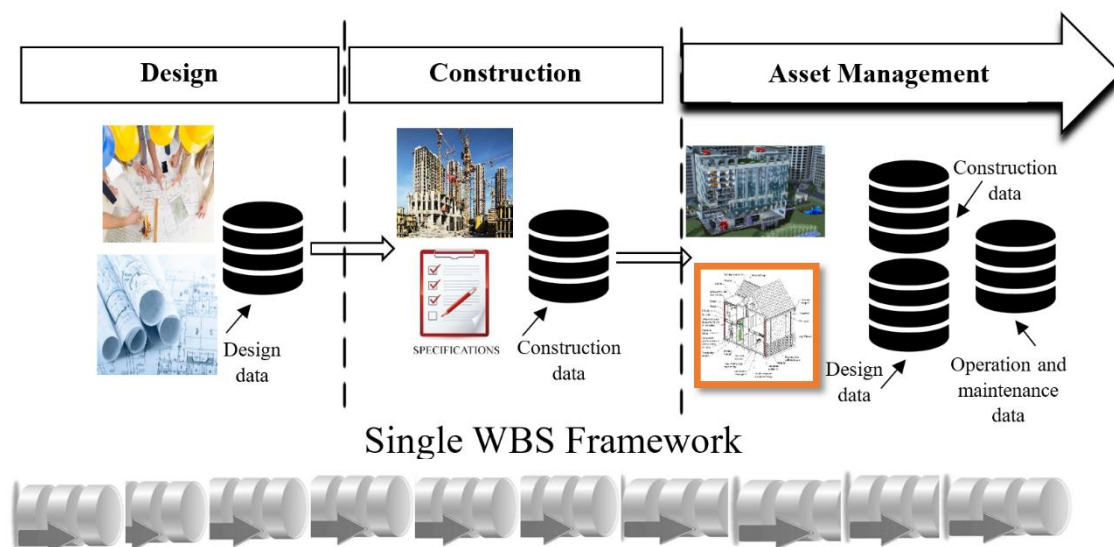 Design
Construction
Asset Management
Design
data
SPECIFICATIONS
Construction
data
Construction
data
Design
data
Operation and
maintenance
data
Single WBS Framework